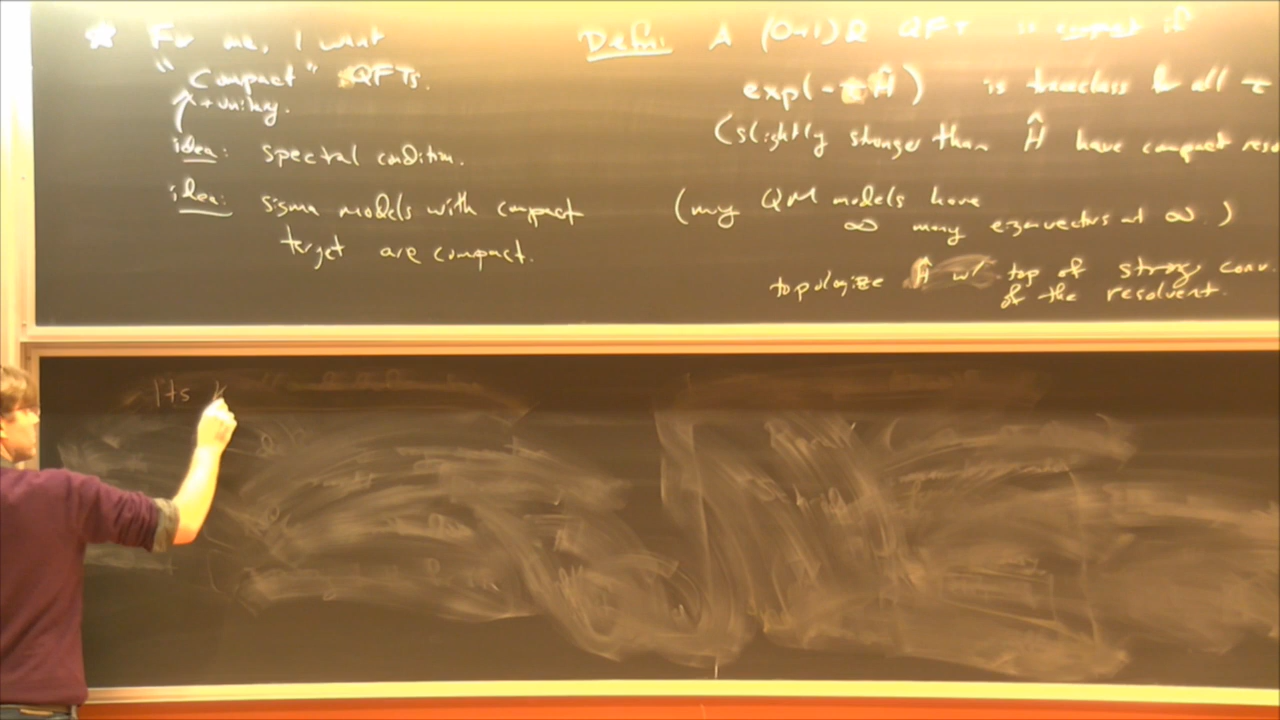 For me, I want
"Compact" QFTs.
+unitary.
idea: spectral condition.
idea: sigma models with compact
target are compact.
Defn: A (0+1)D QFT is compact if
exp(-τĤ) is traceclass for all τ
(slightly stronger than Ĥ have compact reso
(my QM models have
∞ many eigenvectors at ∞.)
topologize Ĥ w/ top of strong conv.
of the resolvent.
Its